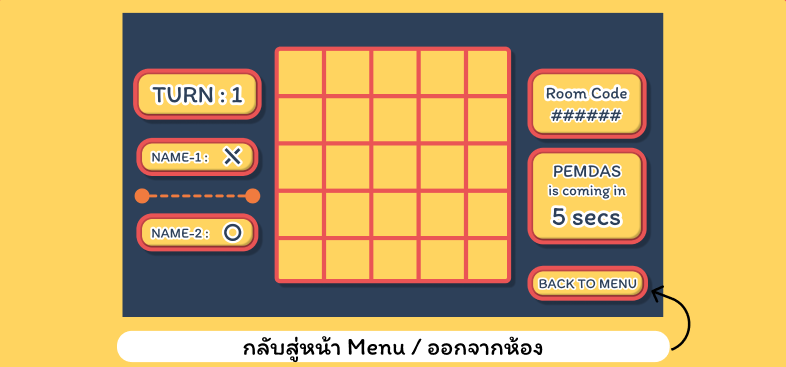 TURN : 1
NAME-1 : X
NAME-2 : O
Room Code
######
PEMDAS
is coming in
5 secs
BACK TO MENU
กลับสู่หน้า Menu / ออกจากห้อง